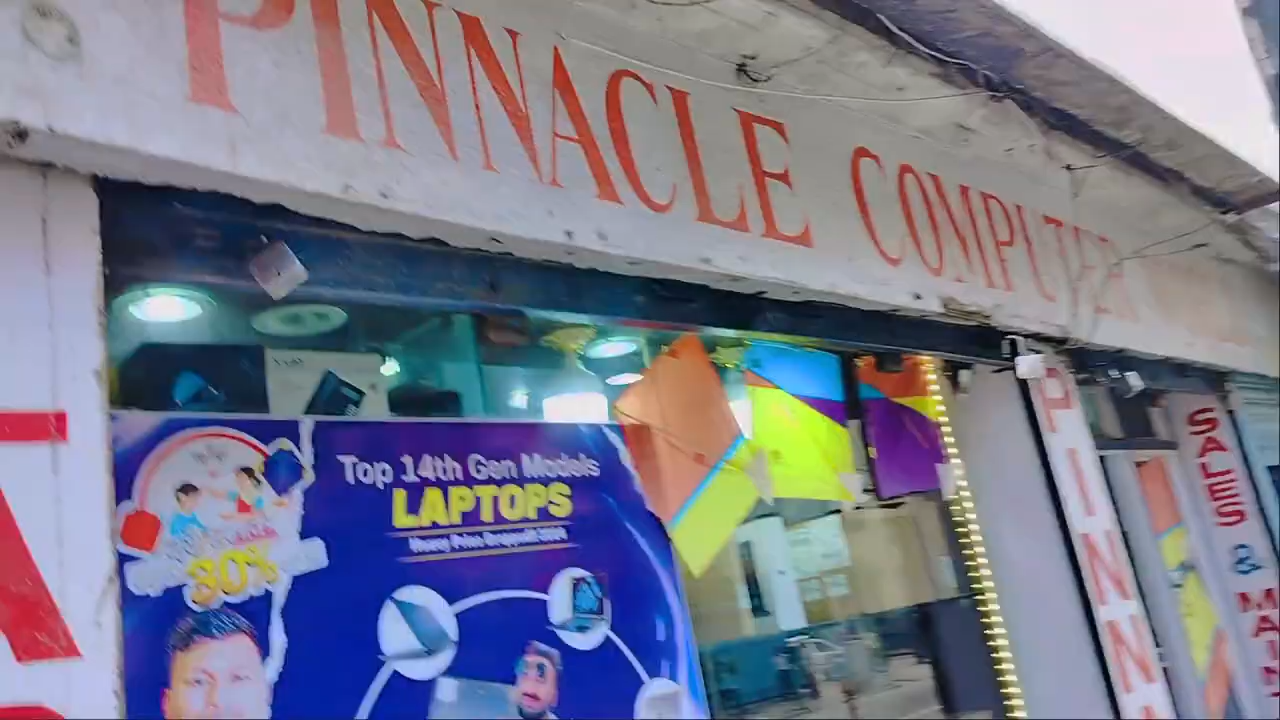 PINNACLE COMPUTER
Top 14th Gen Models
LAPTOPS
30%
PINNA
SALES & MAIN